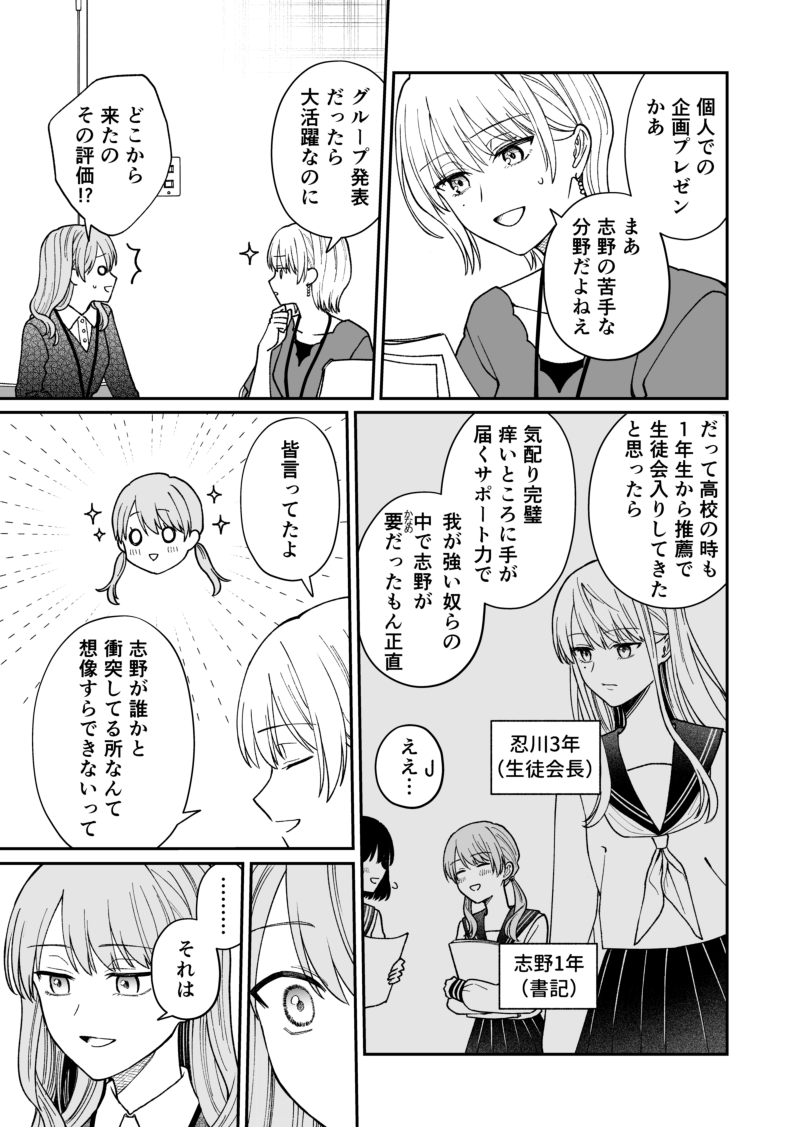 個人での
企画プレゼン
かあ
まあ
志野の苦手な
分野だよねえ
グループ発表
だったら
大活躍なのに
どこから
来たの
その評価!?
だって高校の時も
1年生から推薦で
生徒会入りしてきた
と思ったら
気配り完璧
痒いところに手が
届くサポート力で
我が強い奴らの
中で志野が
要だったもん正直
かなめ
忍川3年
(生徒会長)
ええ…
志野1年
(書記)
皆言ってたよ
志野が誰かと
衝突してる所なんて
想像すらできないって
………
それは